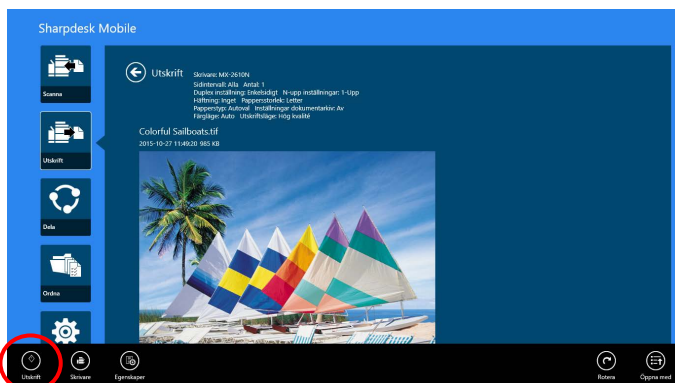 Sharpdesk Mobile
Scanna
Utskrift
Dela
Ordna
Utskrift
Skrivare: MX-2610N
Sidintervall: Alla Antal: 1
Duplex inställning: Enkelsidigt N-upp inställningar: 1-Upp
Häftning: Inget Pappersstorlek: Letter
Papperstyp: Autoval Inställningar dokumentarkiv: Av
Färgläge: Auto Utskriftsläge: Hög kvalité
Colorful Sailboats.tif
2015-10-27 11:49:20 985 KB
Utskrift
Skrivare
Egenskaper
Rotera
Öppna med